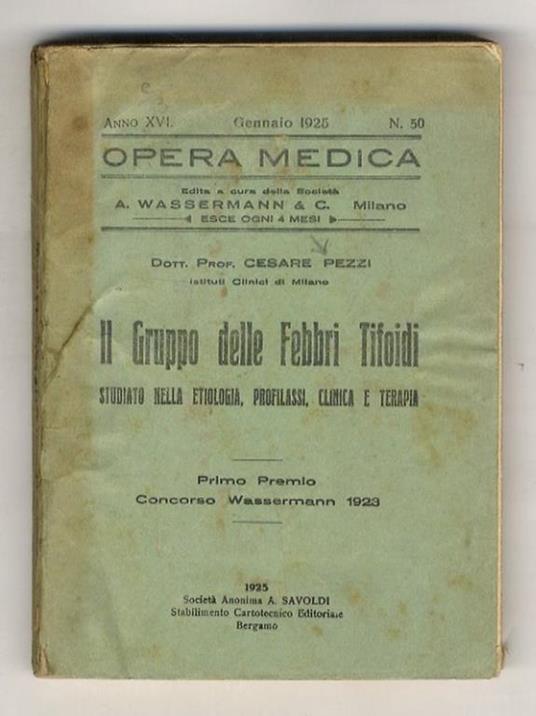 ANNO XVI. Gennaio 1925 N. 50
OPERA MEDICA
Edita a cura della Società
A. WASSERMANN & C. Milano
ESCE OGNI 4 MESI
DOTT. PROF. CESARE PEZZI
Istituti Clinici di Milano
Il Gruppo delle Febbri Tifoidi
STUDIATO NELLA ETIOLOGIA, PROFILASSI, CLINICA E TERAPIA
Primo Premio
Concorso Wassermann 1923
1925
Società Anonima A. SAVOLDI
Stabilimento Cartotecnico Editoriale
Bergamo